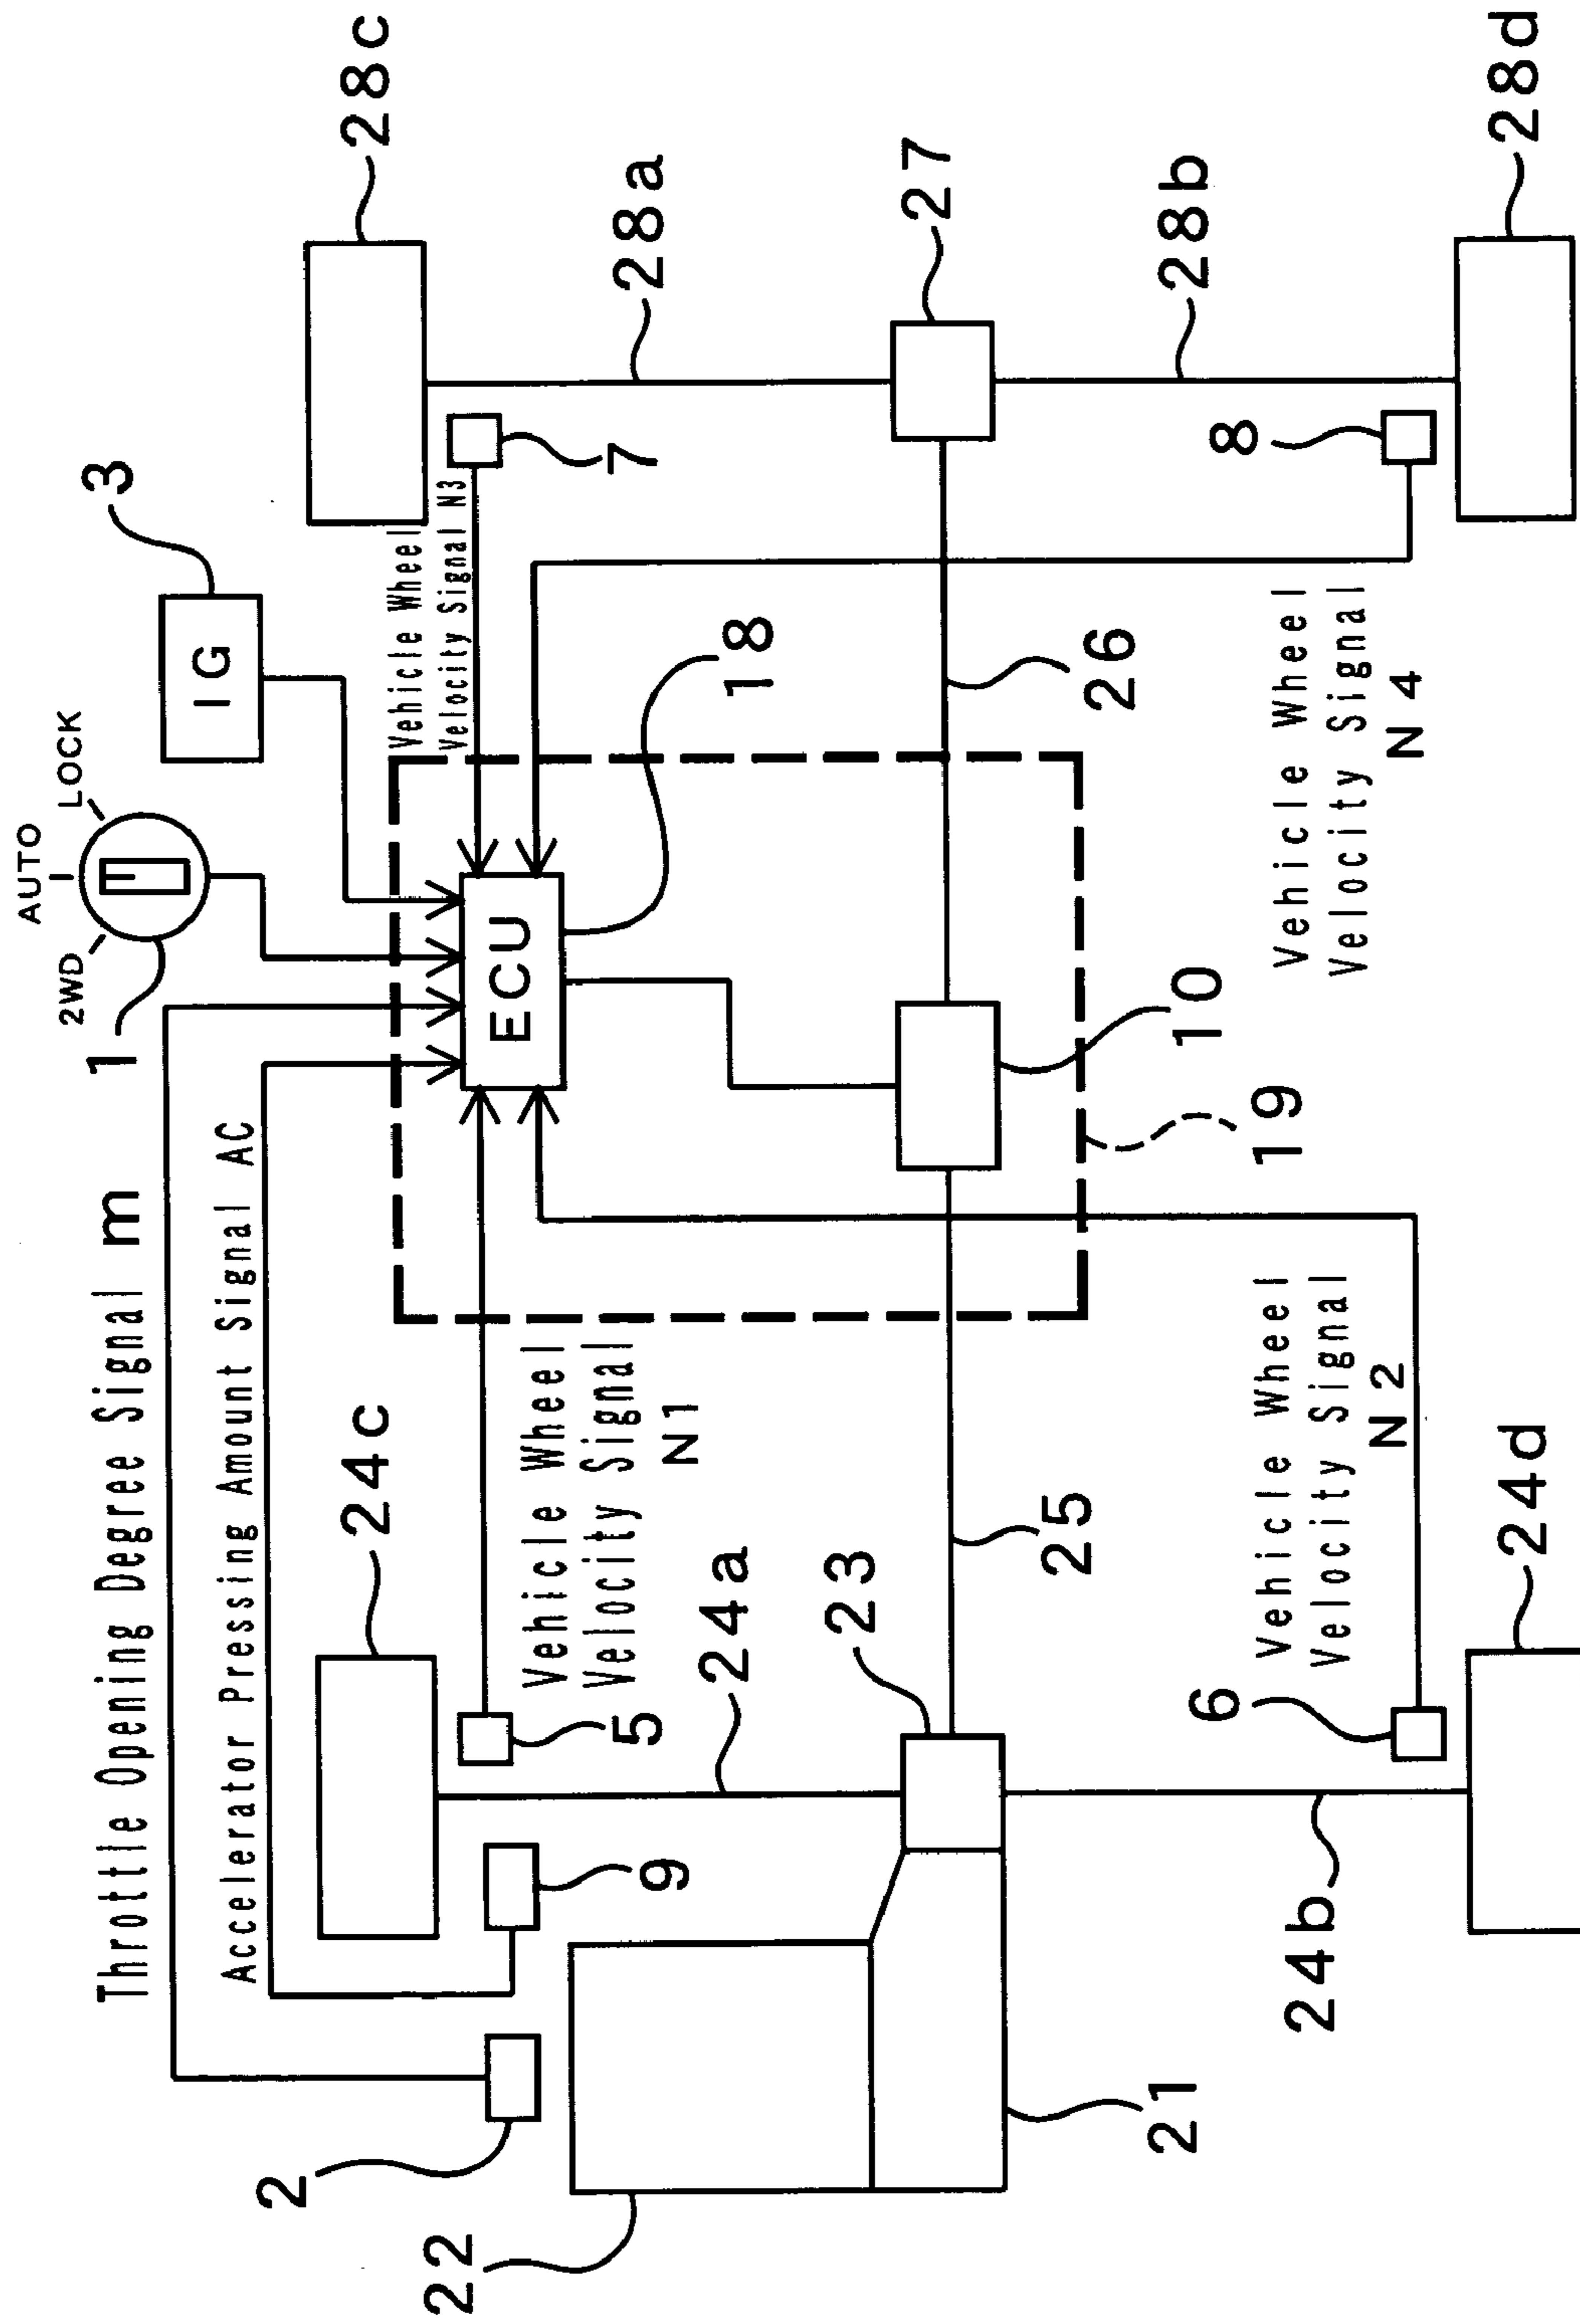 Throttle Opening Degree Signal m
Accelerator Pressing Amount Signal AC
2WD
AUTO
LOCK
1
IG
3
2
22
9
24c
5
Vehicle Wheel
Velocity Signal
N1
ECU
18
Vehicle Wheel
Velocity Signal N3
7
28c
28a
24a
23
21
25
10
19
26
27
28b
24b
6
24d
Vehicle Wheel
Velocity Signal
N2
Vehicle Wheel
Velocity Signal
N4
8
28d